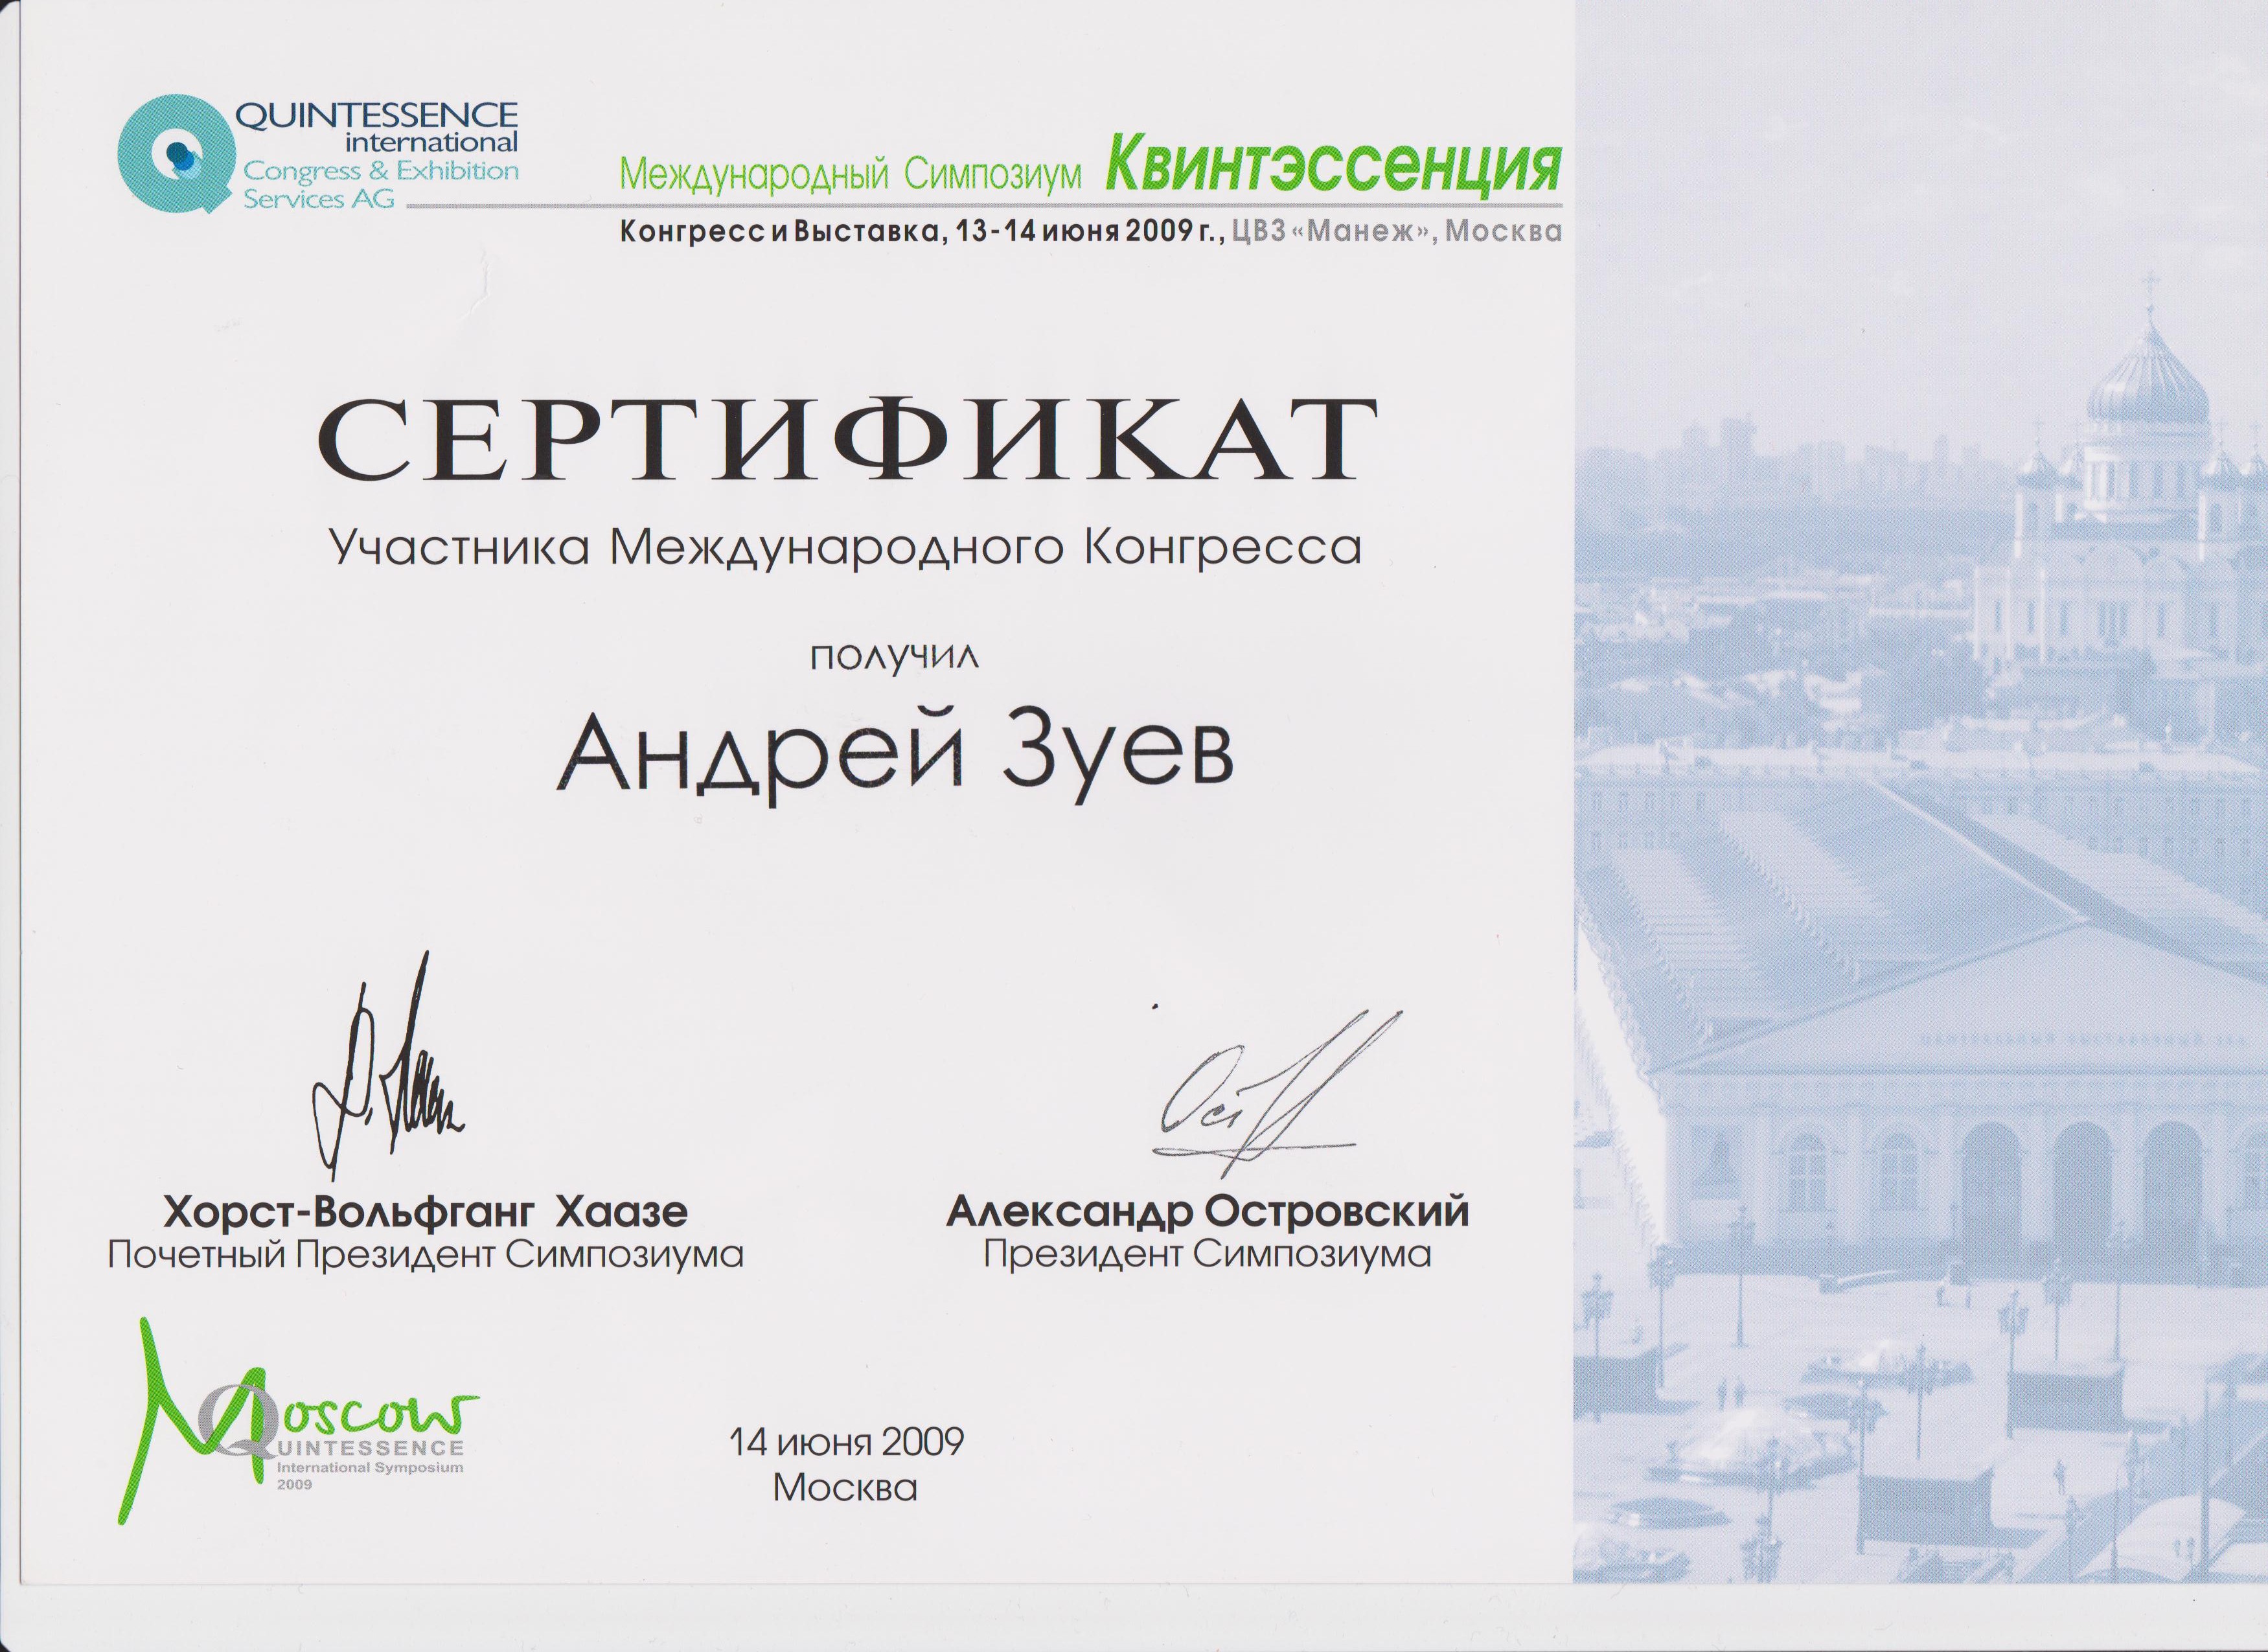 QUINTESSENCE
international
Congress & Exhibition
Services AG
Международный Симпозиум Квинтэссенция
Конгресс и Выставка, 13-14 июня 2009 г., ЦВЗ «Манеж», Москва
СЕРТИФИКАТ
Участника Международного Конгресса
получил
Андрей Зуев
Хорст-Вольфганг Хаазе
Почетный Президент Симпозиума
Александр Островский
Президент Симпозиума
Moscow
QUINTESSENCE
International Symposium
2009
14 июня 2009
Москва